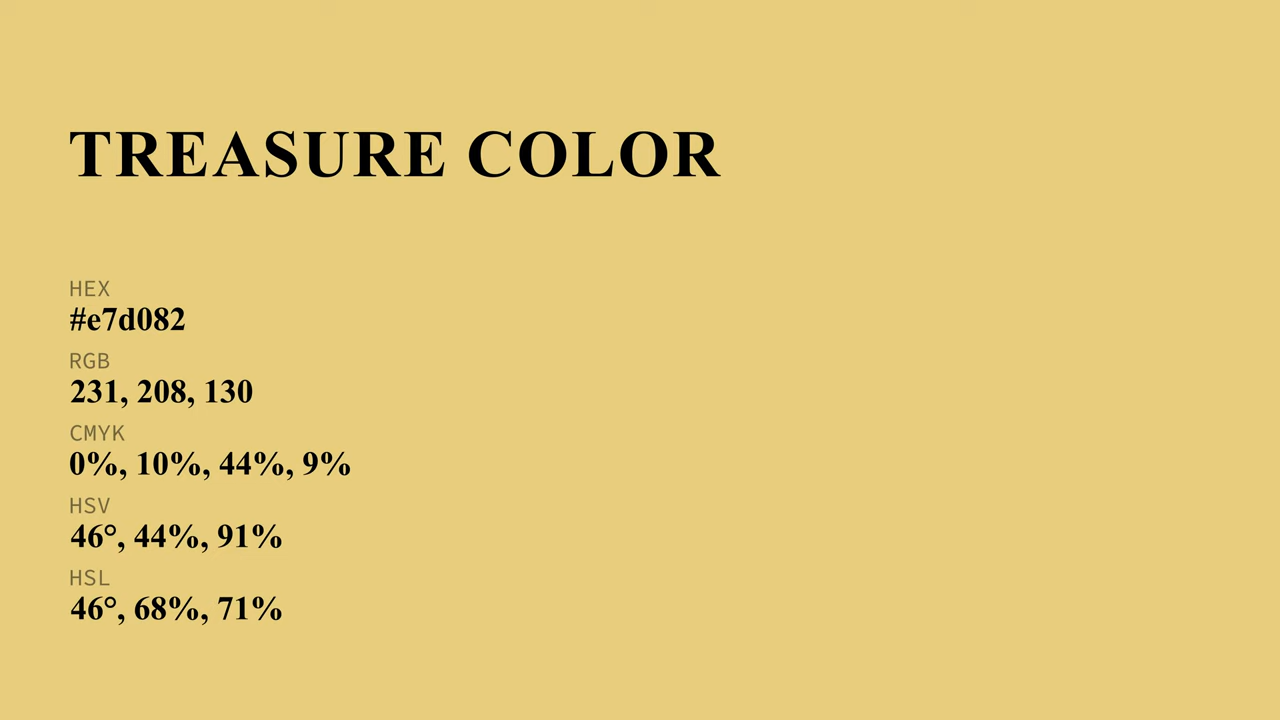 TREASURE COLOR
HEX
#e7d082
RGB
231, 208, 130
CMYK
0%, 10%, 44%, 9%
HSV
46°, 44%, 91%
HSL
46°, 68%, 71%